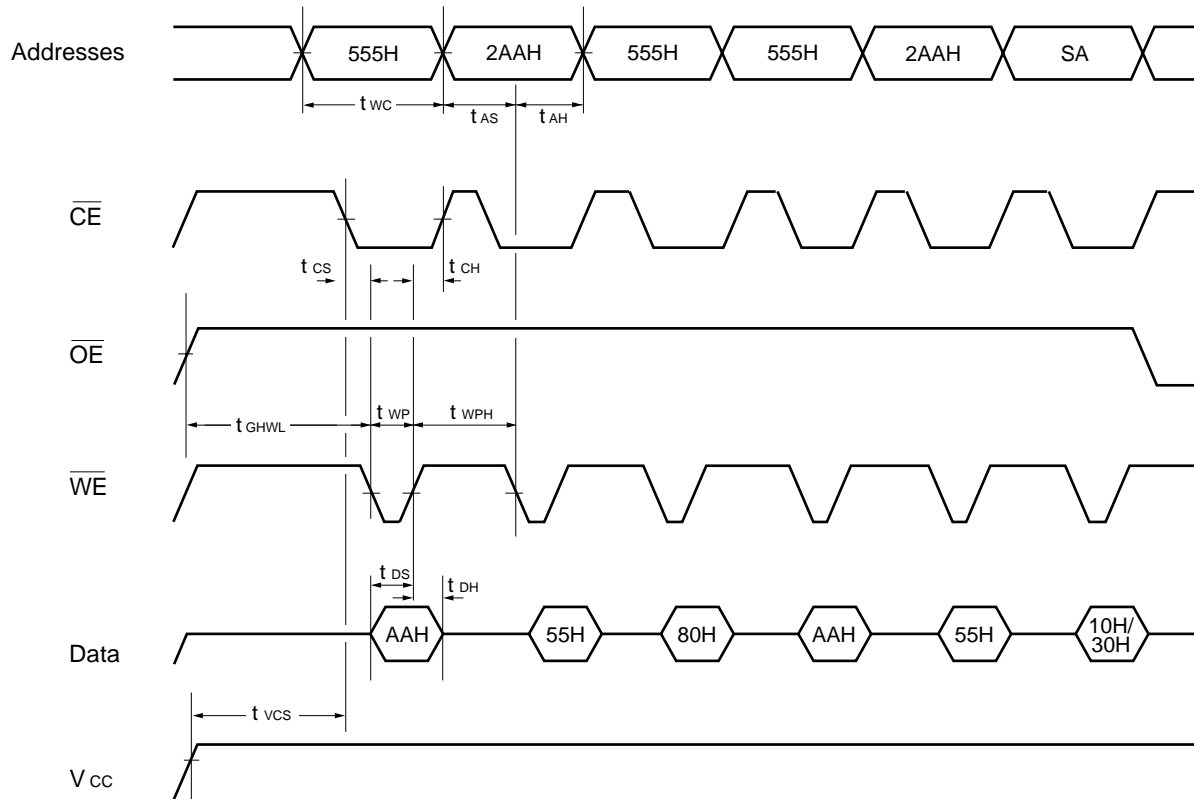 Addresses
555H 2AAH 555H 555H 2AAH SA
t WC t AS t AH
CE
t CS t CH
OE
t GHWL t WP t WPH
WE
t DS t DH
Data
AAH 55H 80H AAH 55H 10H/
30H
t VCS
V CC